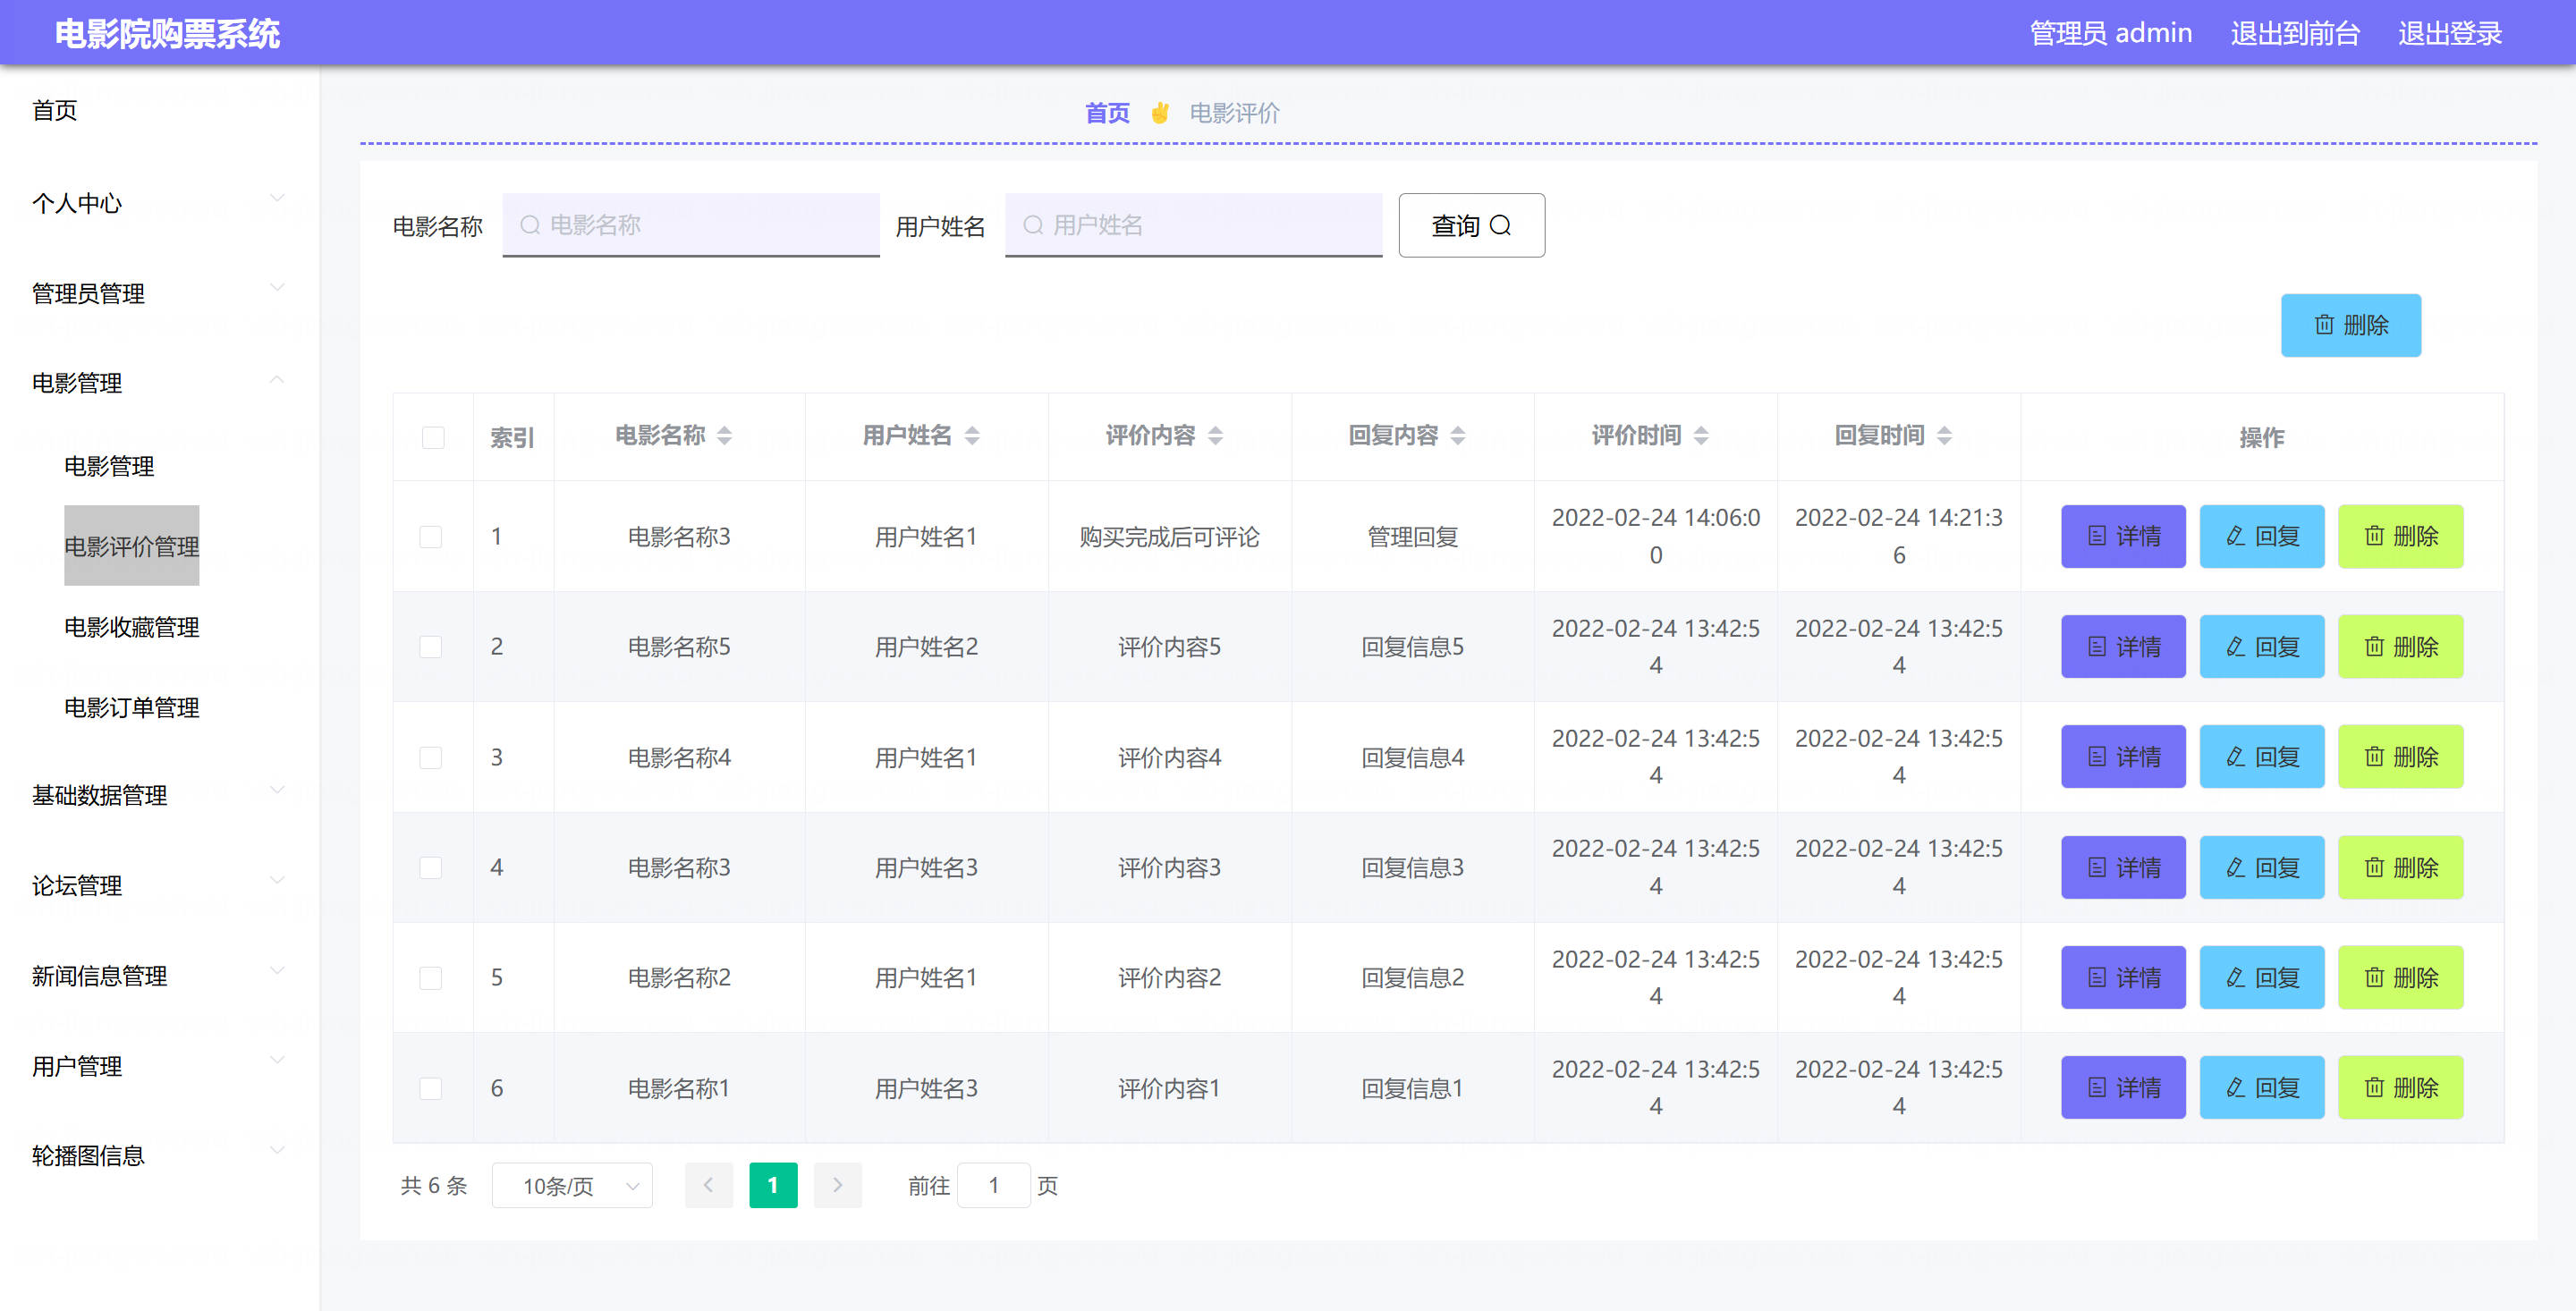 电影院购票系统
管理员 admin 退出到前台 退出登录
首页
个人中心
管理员管理
电影管理
电影管理
电影评价管理
电影收藏管理
电影订单管理
基础数据管理
论坛管理
新闻信息管理
用户管理
轮播图信息
首页 电影评价
电影名称 电影名称 用户姓名 用户姓名 查询
删除
索引 电影名称 用户姓名 评价内容 回复内容 评价时间 回复时间 操作
1 电影名称3 用户姓名1 购买完成后可评论 管理回复 2022-02-24 14:06:00 2022-02-24 14:21:36 详情 回复 删除
2 电影名称5 用户姓名2 评价内容5 回复信息5 2022-02-24 13:42:54 2022-02-24 13:42:54 详情 回复 删除
3 电影名称4 用户姓名1 评价内容4 回复信息4 2022-02-24 13:42:54 2022-02-24 13:42:54 详情 回复 删除
4 电影名称3 用户姓名3 评价内容3 回复信息3 2022-02-24 13:42:54 2022-02-24 13:42:54 详情 回复 删除
5 电影名称2 用户姓名1 评价内容2 回复信息2 2022-02-24 13:42:54 2022-02-24 13:42:54 详情 回复 删除
6 电影名称1 用户姓名3 评价内容1 回复信息1 2022-02-24 13:42:54 2022-02-24 13:42:54 详情 回复 删除
共 6 条 10条/页 1 前往 1 页